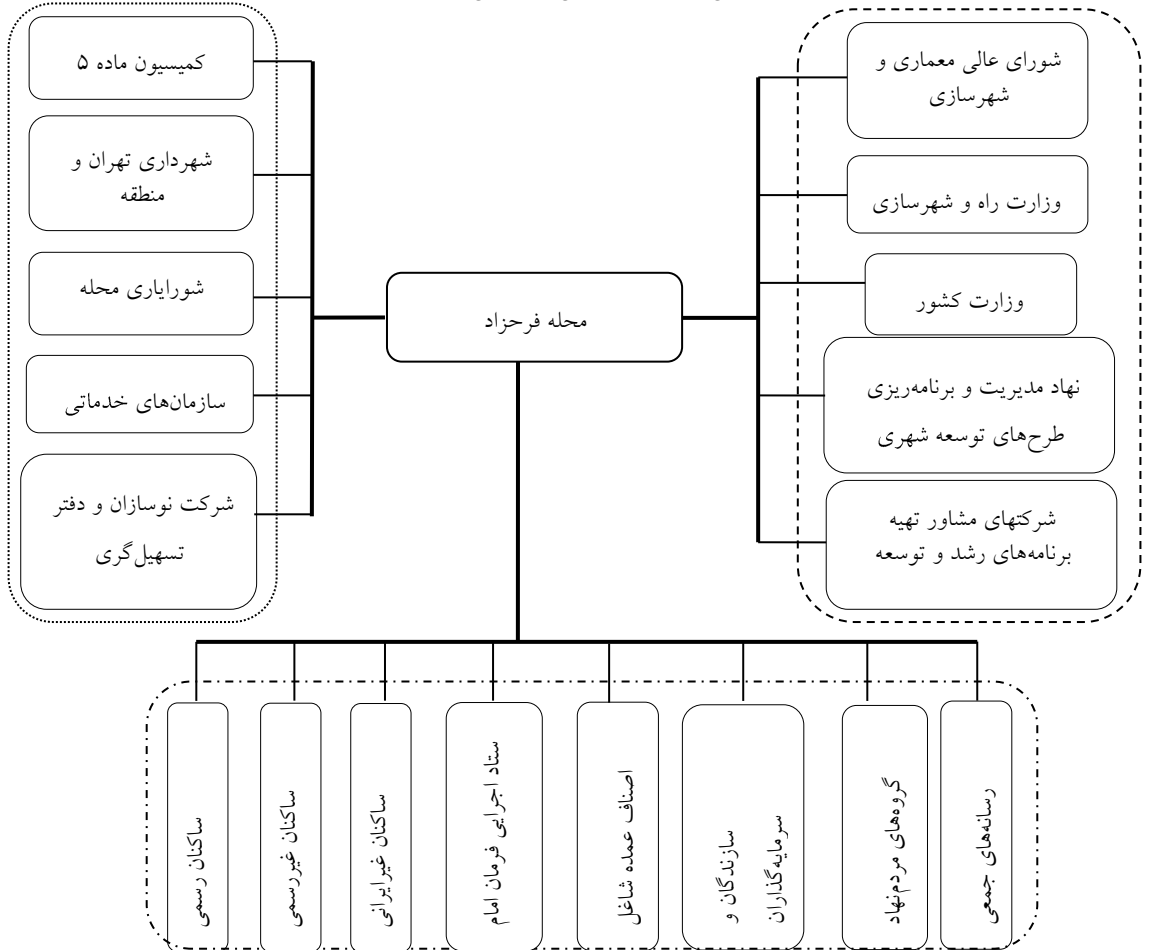 شورای عالی معماری و
شهرسازی
وزارت راه و شهرسازی
وزارت کشور
نهاد مدیریت و برنامه‌ریزی
طرح‌های توسعه شهری
شرکتهای مشاور تهیه
برنامه‌های رشد و توسعه
محله فرحزاد
کمیسیون ماده ۵
شهرداری تهران و
منطقه
شورایاری محله
سازمان‌های خدماتی
شرکت نوسازان و دفتر
تسهیل‌گری
رسانه‌های جمعی
گروه‌های مردم‌نهاد
سازندگان و
سرمایه‌گذاران
اصناف عمده شاغل
ستاد اجرایی فرمان امام
ساکنان غیرایرانی
ساکنان غیررسمی
ساکنان رسمی